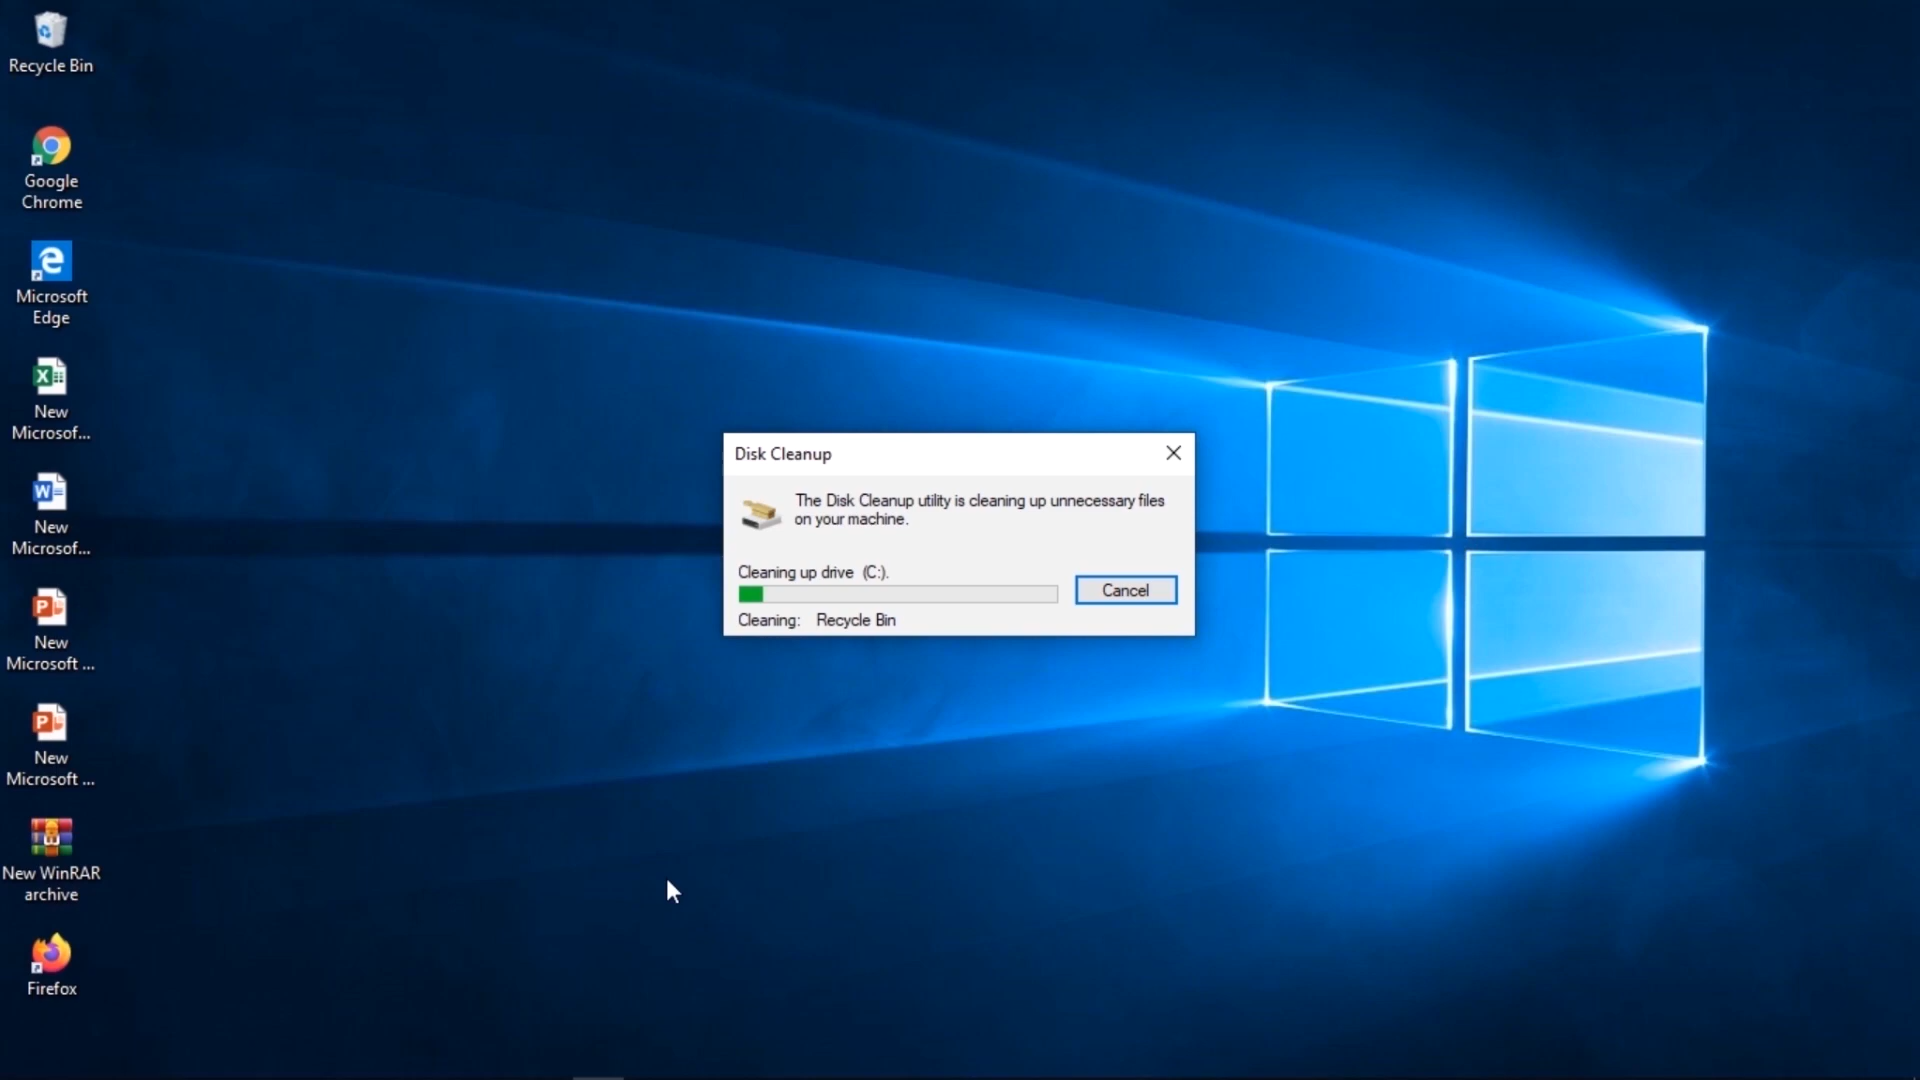 Recycle Bin
Google
Chrome
Microsoft
Edge
New
Microsof...
New
Microsof...
New
Microsoft ...
New
Microsoft ...
New WinRAR
archive
Firefox
Disk Cleanup
The Disk Cleanup utility is cleaning up unnecessary files
on your machine.
Cleaning up drive (C:).
Cancel
Cleaning: Recycle Bin